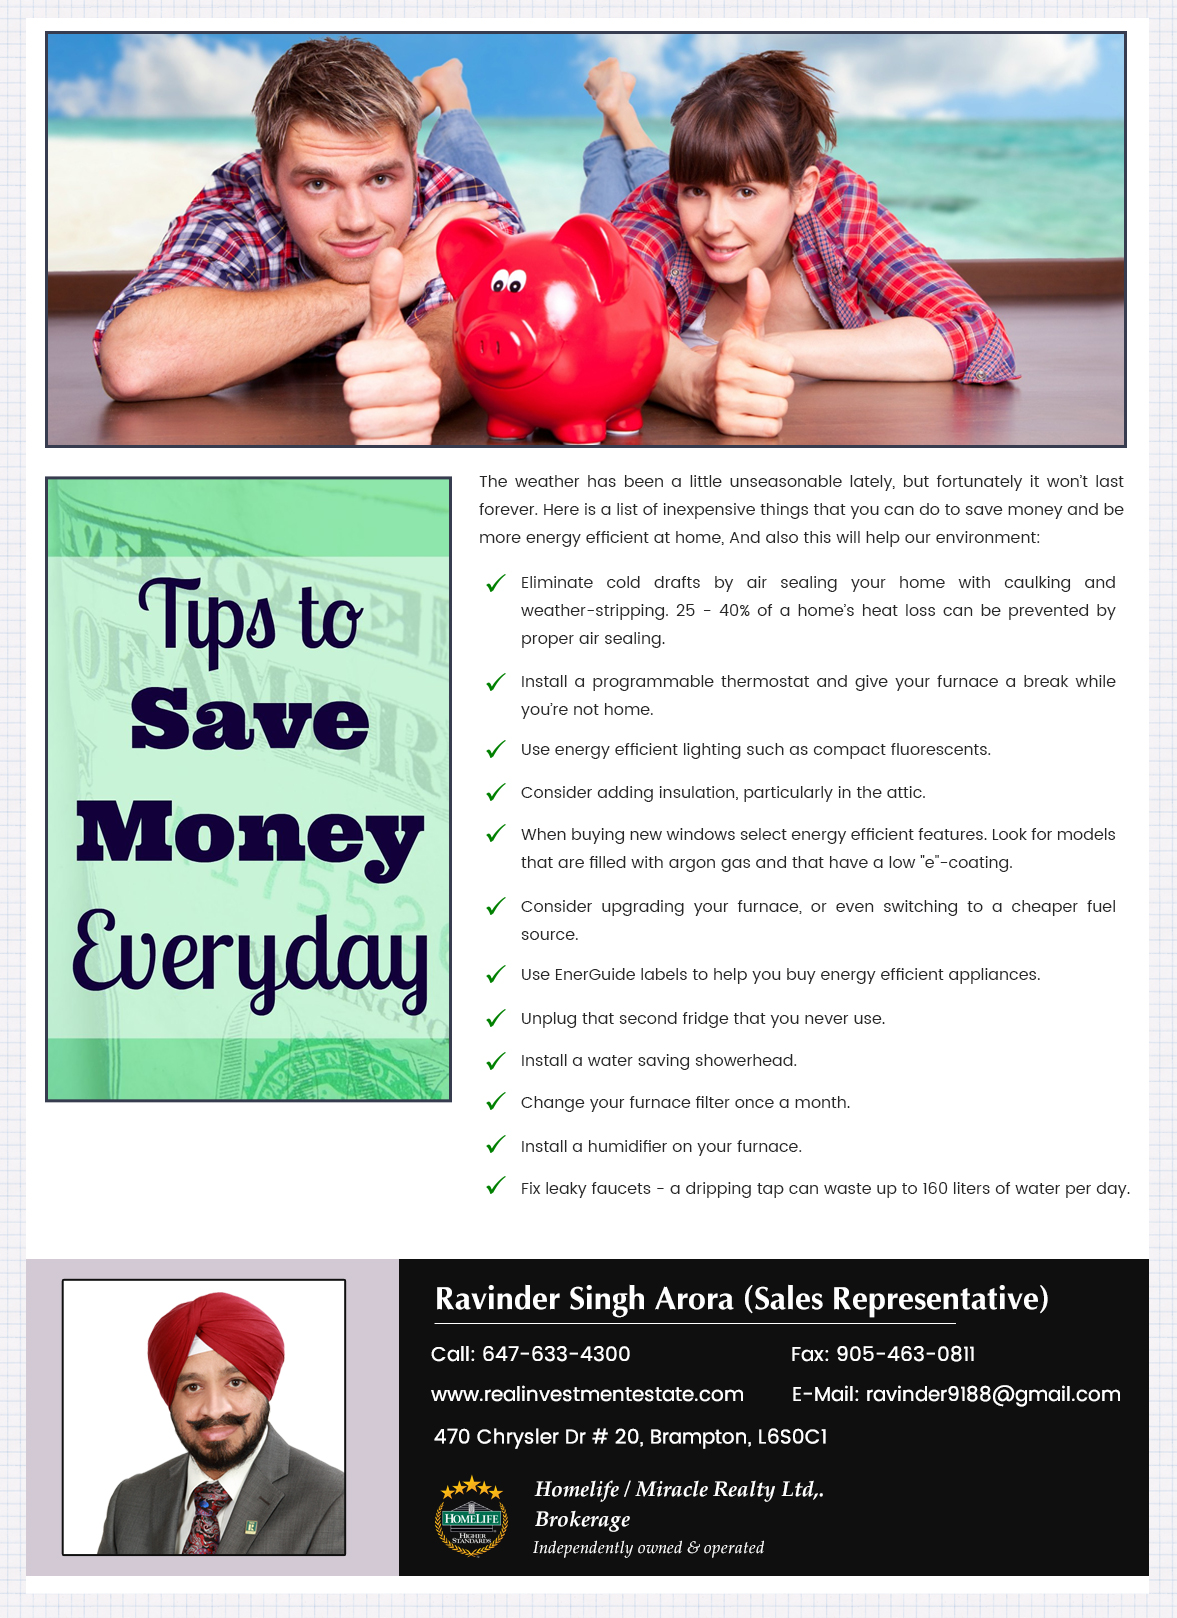 The weather has been a little unseasonable lately, but fortunately it won't last
forever. Here is a list of inexpensive things that you can do to save money and be
more energy efficient at home, And also this will help our environment:
Tips to
Save
Money
Everyday
Eliminate cold drafts by air sealing your home with caulking and
weather-stripping. 25 - 40% of a home's heat loss can be prevented by
proper air sealing.
Install a programmable thermostat and give your furnace a break while
you're not home.
Use energy efficient lighting such as compact fluorescents.
Consider adding insulation, particularly in the attic.
When buying new windows select energy efficient features. Look for models
that are filled with argon gas and that have a low "e"-coating.
Consider upgrading your furnace, or even switching to a cheaper fuel
source.
Use EnerGuide labels to help you buy energy efficient appliances.
Unplug that second fridge that you never use.
Install a water saving showerhead.
Change your furnace filter once a month.
Install a humidifier on your furnace.
Fix leaky faucets - a dripping tap can waste up to 160 liters of water per day.
Ravinder Singh Arora (Sales Representative)
Call: 647-633-4300
Fax: 905-463-0811
www.realinvestmentestate.com
E-Mail: ravinder9188@gmail.com
470 Chrysler Dr # 20, Brampton, L6S0C1
HOMELIFE
HIGHER
STANDARDS
Homelife / Miracle Realty Ltd,.
Brokerage
Independently owned & operated